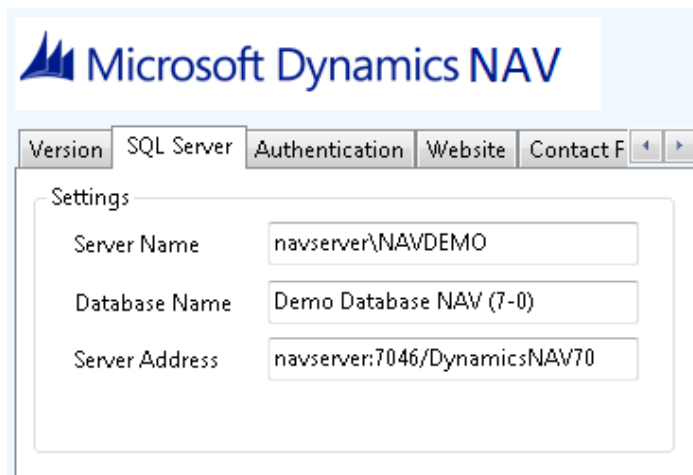 Microsoft Dynamics NAV
Version SQL Server Authentication Website Contact F
Settings
Server Name navserver\NAVDEMO
Database Name Demo Database NAV (7-0)
Server Address navserver:7046/DynamicsNAV70